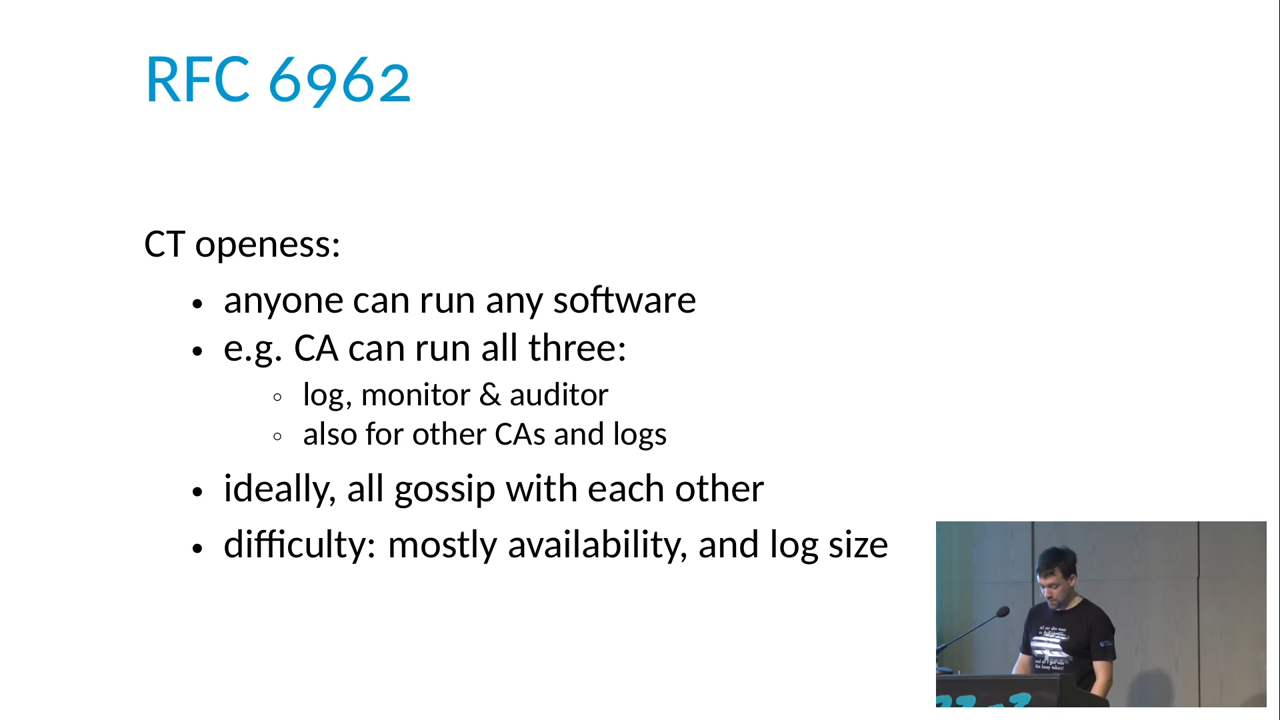 RFC 6962
CT openess:
• anyone can run any software
• e.g. CA can run all three:
◦ log, monitor & auditor
◦ also for other CAs and logs
• ideally, all gossip with each other
• difficulty: mostly availability, and log size